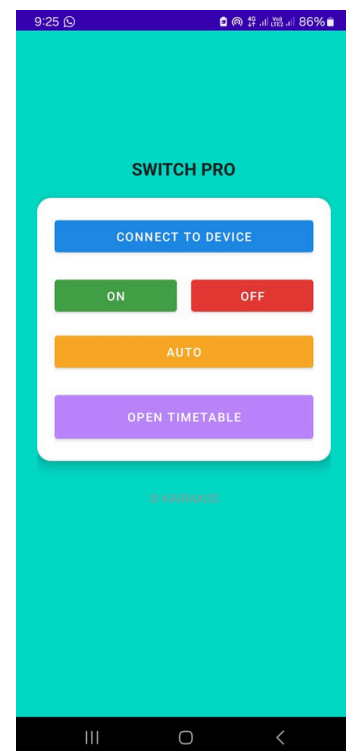 9:25 86%
SWITCH PRO
CONNECT TO DEVICE
ON OFF
AUTO
OPEN TIMETABLE